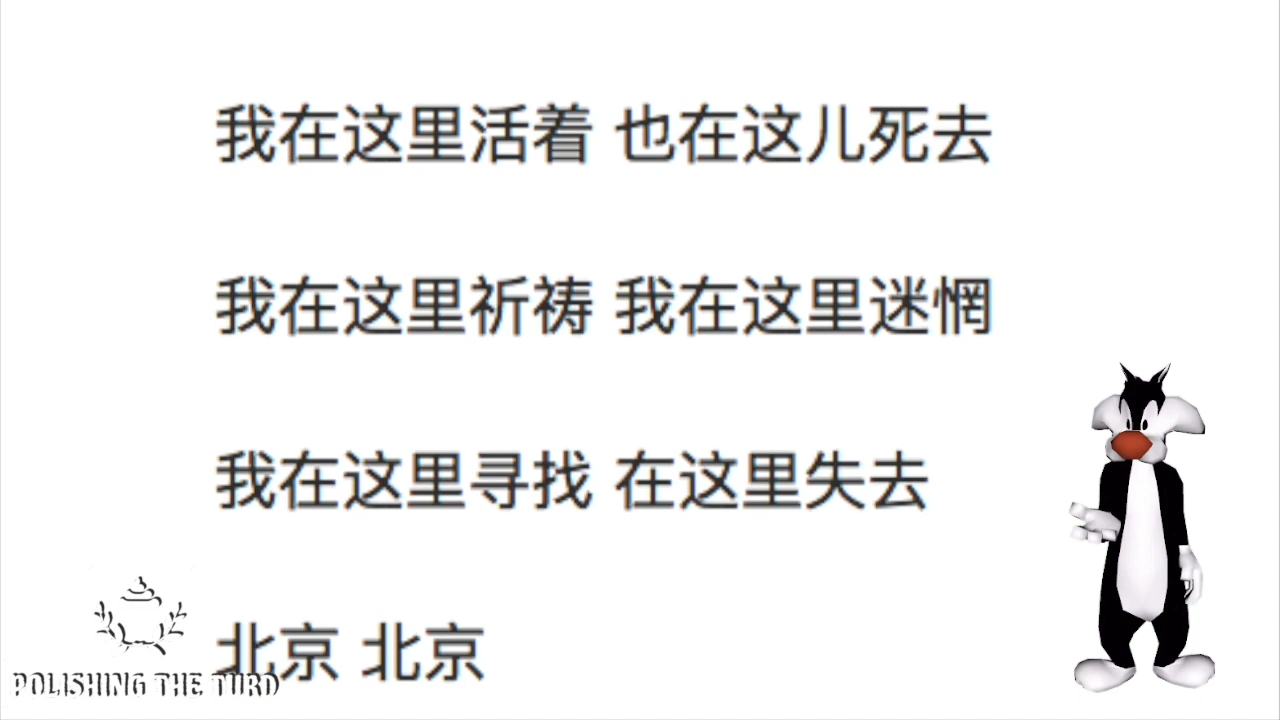 我在这里活着 也在这儿死去
我在这里祈祷 我在这里迷惘
我在这里寻找 在这里失去
北京 北京
POLISHING THE TURD